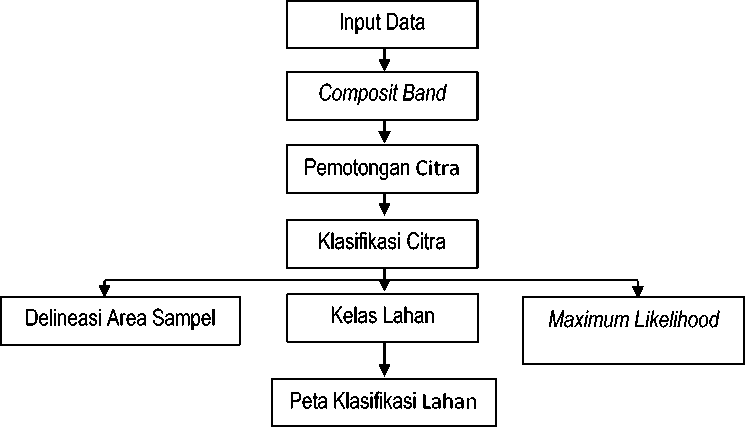 Input Data
Composit Band
Pemotongan Citra
Klasifikasi Citra
Delineasi Area Sampel
Kelas Lahan
Maximum Likelihood
Peta Klasifikasi Lahan